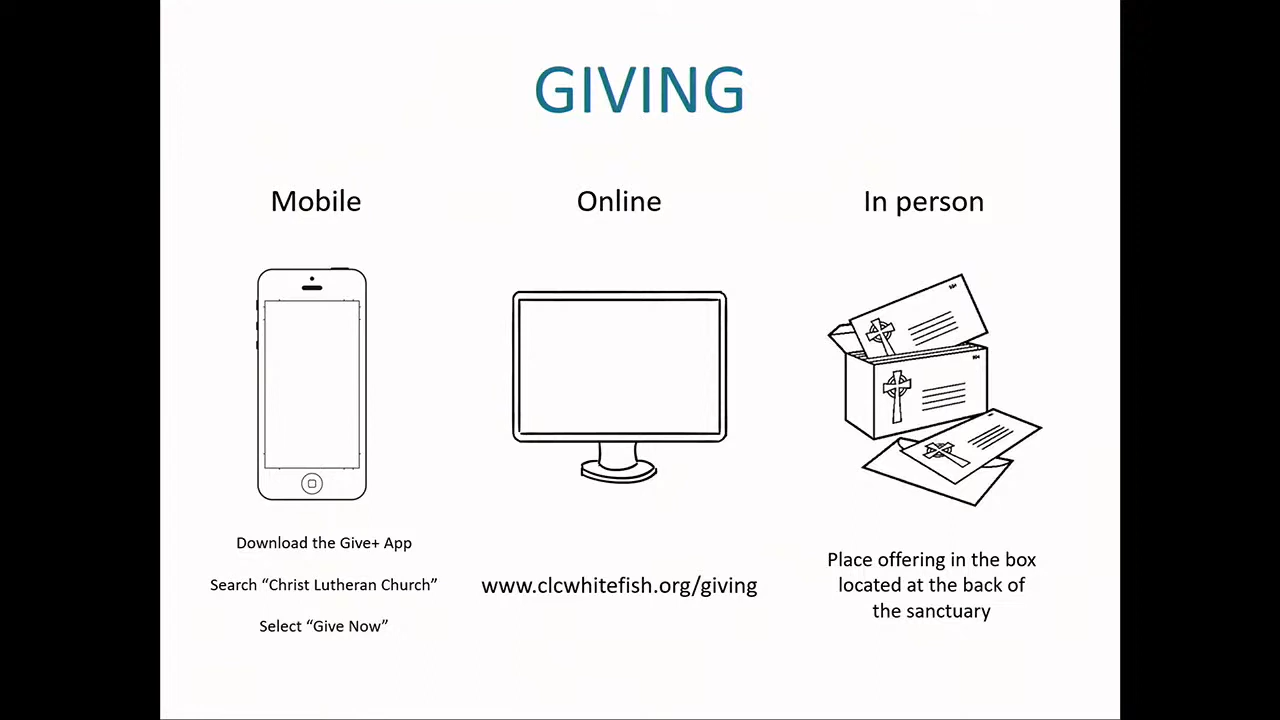 GIVING
Mobile
Online
In person
Download the Give+ App
Search “Christ Lutheran Church”
Select “Give Now”
www.clcwhitefish.org/giving
Place offering in the box
located at the back of
the sanctuary